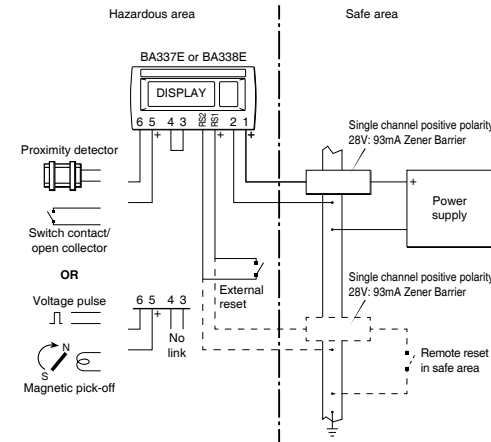 Hazardous area
Safe area
BA337E or BA338E
DISPLAY
6 5 4 3 RS2 RS1 2 1
+ + +
Proximity detector
Switch contact/
open collector
OR
Voltage pulse
6 5 4 3
+
No
link
N
S
Magnetic pick-off
External
reset
Single channel positive polarity
28V: 93mA Zener Barrier
+
Power
supply
Single channel positive polarity
28V: 93mA Zener Barrier
Remote reset
in safe area